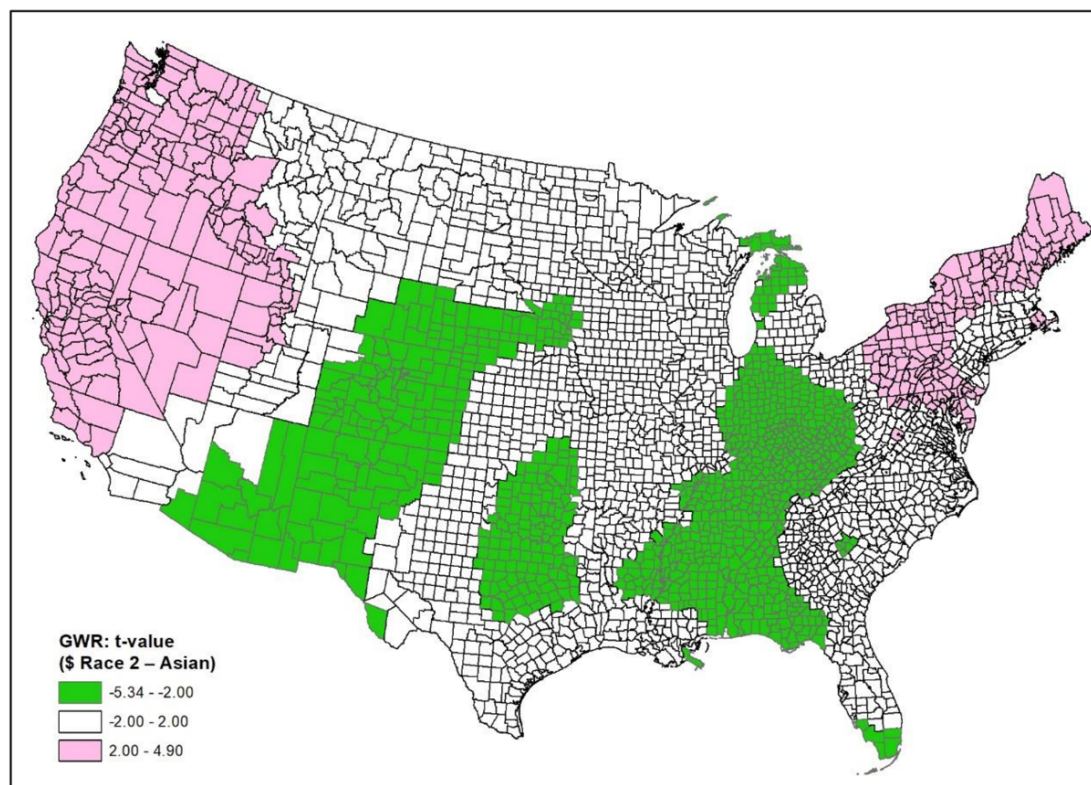 GWR: t-value
($ Race 2 – Asian)
-5.34 - -2.00
-2.00 - 2.00
2.00 - 4.90